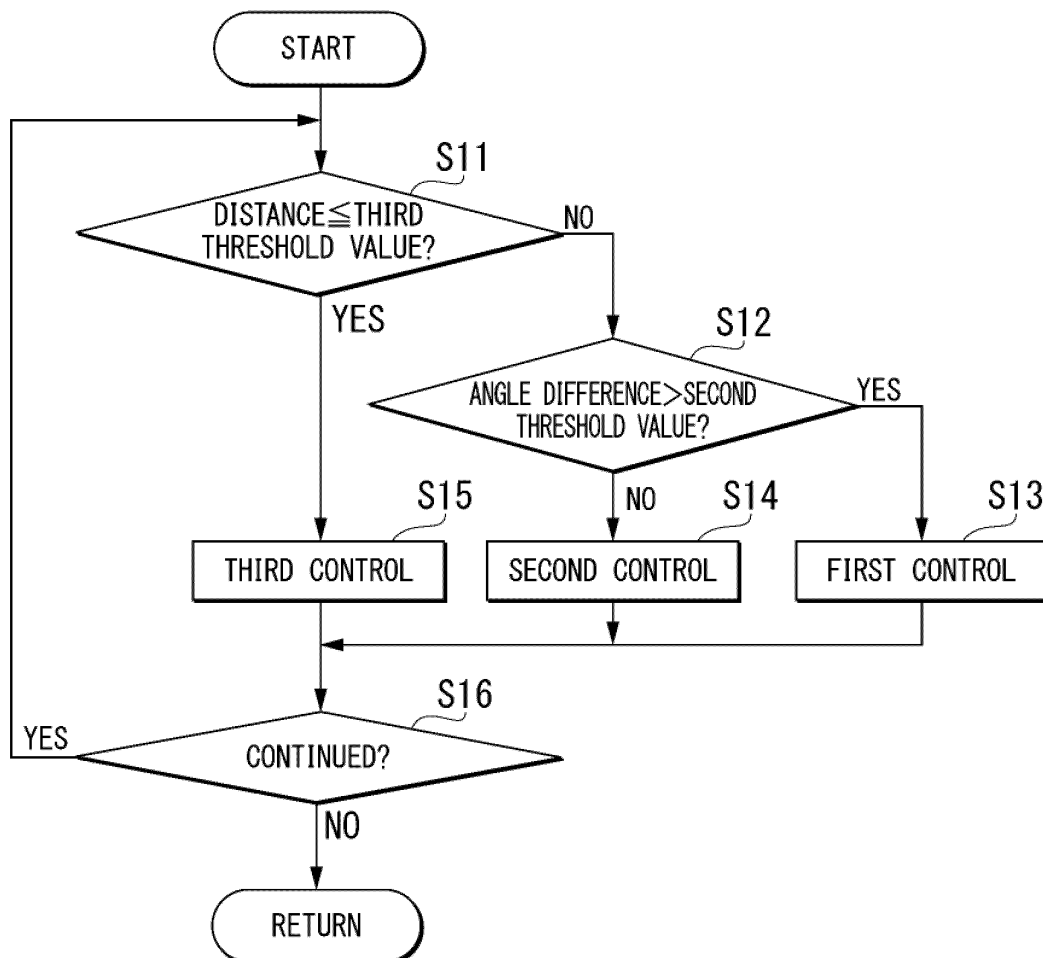 START
S11
DISTANCE≦THIRD
THRESHOLD VALUE?
NO
YES
S12
ANGLE DIFFERENCE>SECOND
THRESHOLD VALUE?
YES
NO
S15
S14
S13
THIRD CONTROL
SECOND CONTROL
FIRST CONTROL
S16
YES
CONTINUED?
NO
RETURN